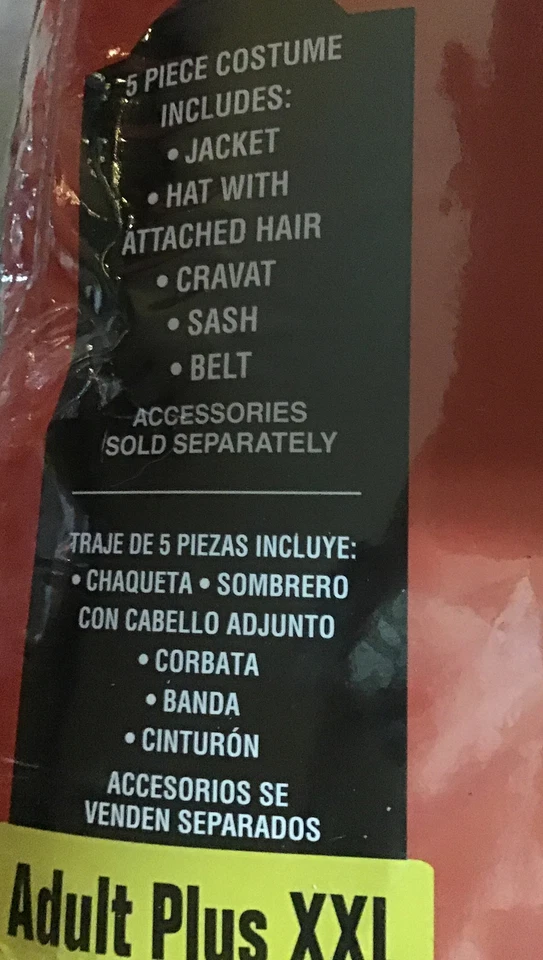 5 PIECE COSTUME
INCLUDES:
• JACKET
• HAT WITH
ATTACHED HAIR
• CRAVAT
• SASH
• BELT
ACCESSORIES
SOLD SEPARATELY
TRAJE DE 5 PIEZAS INCLUYE:
• CHAQUETA • SOMBRERO
CON CABELLO ADJUNTO
• CORBATA
• BANDA
• CINTURÓN
ACCESORIOS SE
VENDEN SEPARADOS
Adult Plus XXL